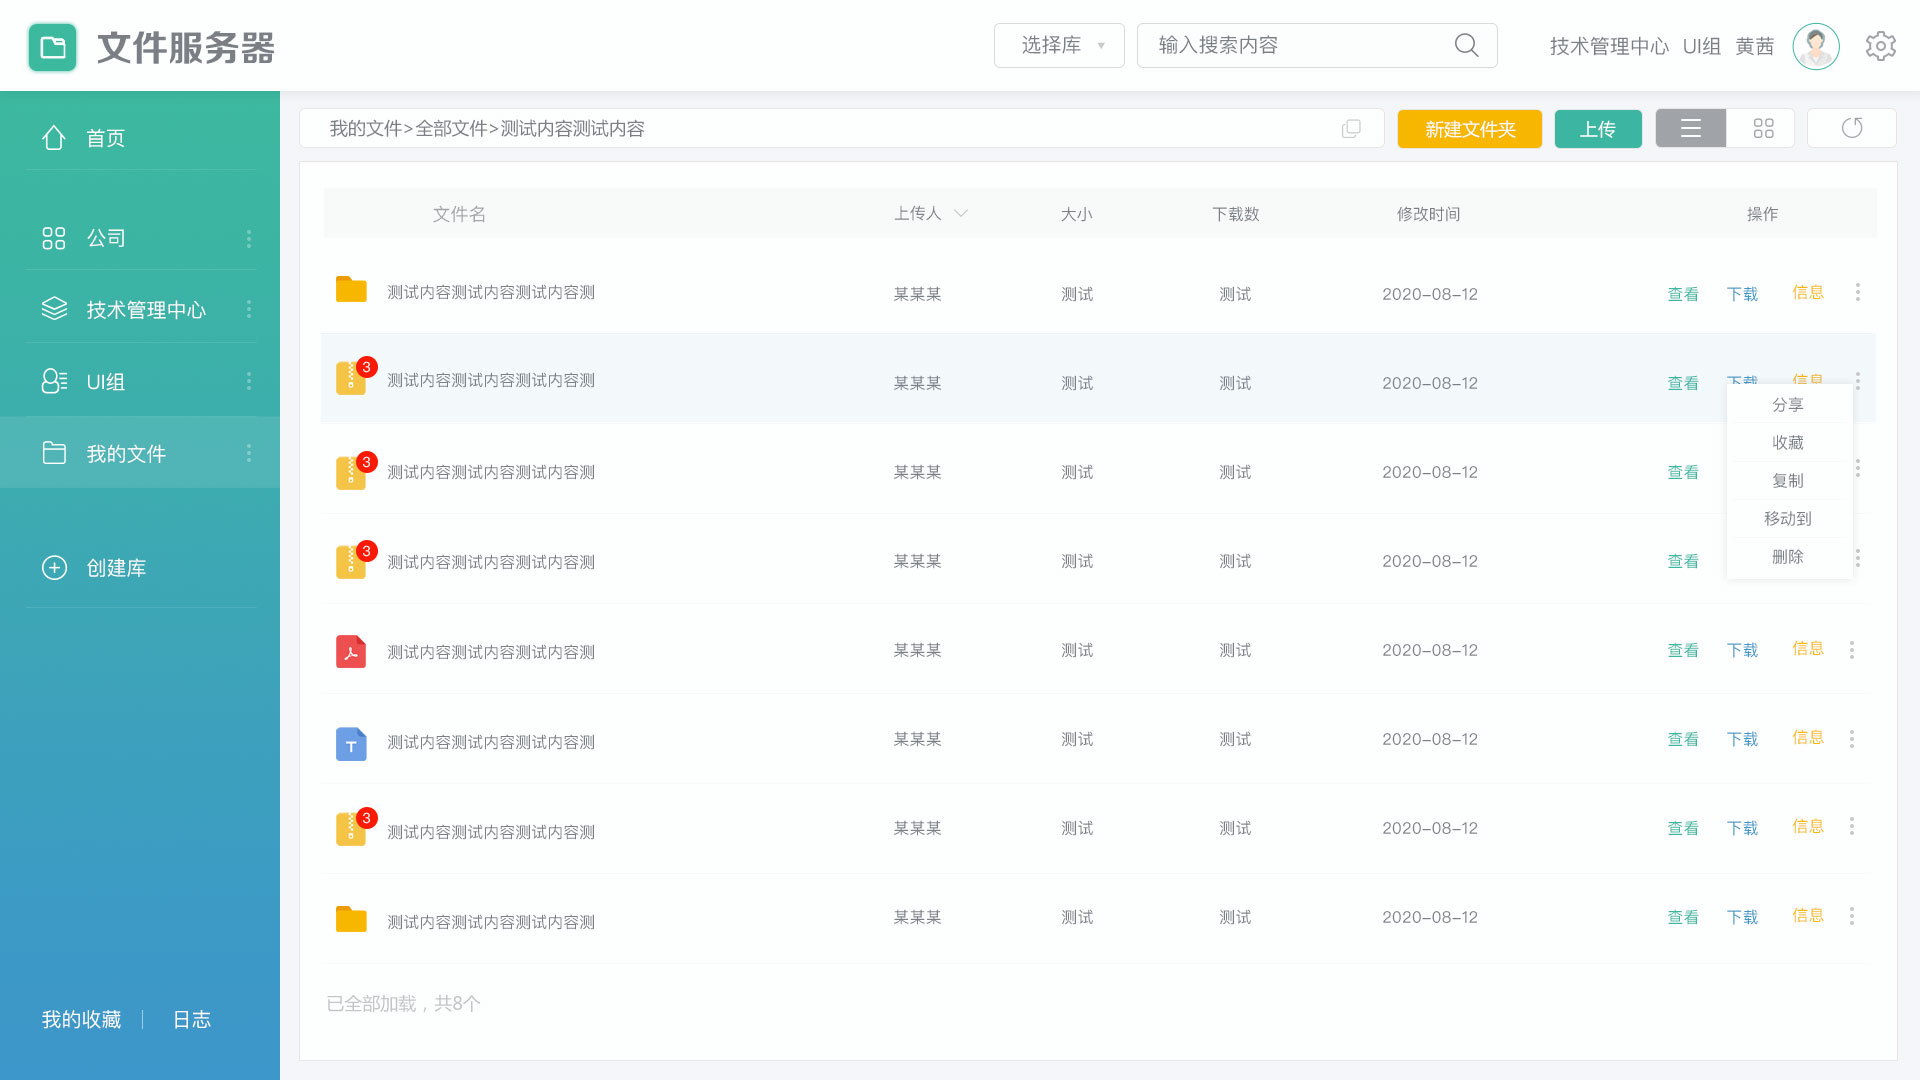 文件服务器
选择库
输入搜索内容
技术管理中心 UI组 黄茜
首页
公司
技术管理中心
UI组
我的文件
创建库
我的收藏 日志
我的文件>全部文件>测试内容测试内容
新建文件夹
上传
文件名 上传人 大小 下载数 修改时间 操作
测试内容测试内容测试内容测 某某某 测试 测试 2020-08-12 查看 下载 信息
3 测试内容测试内容测试内容测 某某某 测试 测试 2020-08-12 查看 下载 信息
分享
收藏
复制
移动到
删除
3 测试内容测试内容测试内容测 某某某 测试 测试 2020-08-12 查看
3 测试内容测试内容测试内容测 某某某 测试 测试 2020-08-12 查看
测试内容测试内容测试内容测 某某某 测试 测试 2020-08-12 查看 下载 信息
T 测试内容测试内容测试内容测 某某某 测试 测试 2020-08-12 查看 下载 信息
3 测试内容测试内容测试内容测 某某某 测试 测试 2020-08-12 查看 下载 信息
测试内容测试内容测试内容测 某某某 测试 测试 2020-08-12 查看 下载 信息
已全部加载，共8个